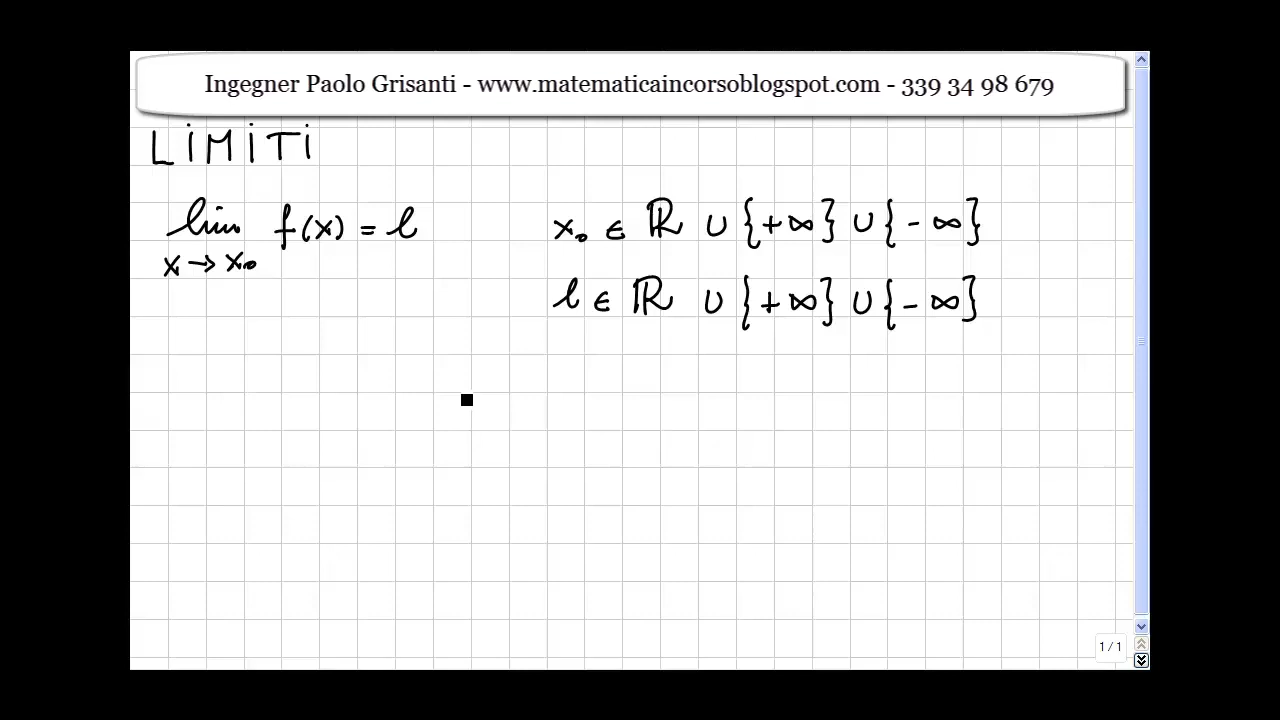 Ingegner Paolo Grisanti - www.matematicaincorsoblogspot.com - 339 34 98 679
LiMiTi
lim f(x) = l
x → x₀
x₀ ∈ ℝ ∪ {+∞} ∪ {-∞}
l ∈ ℝ ∪ {+∞} ∪ {-∞}
1/1